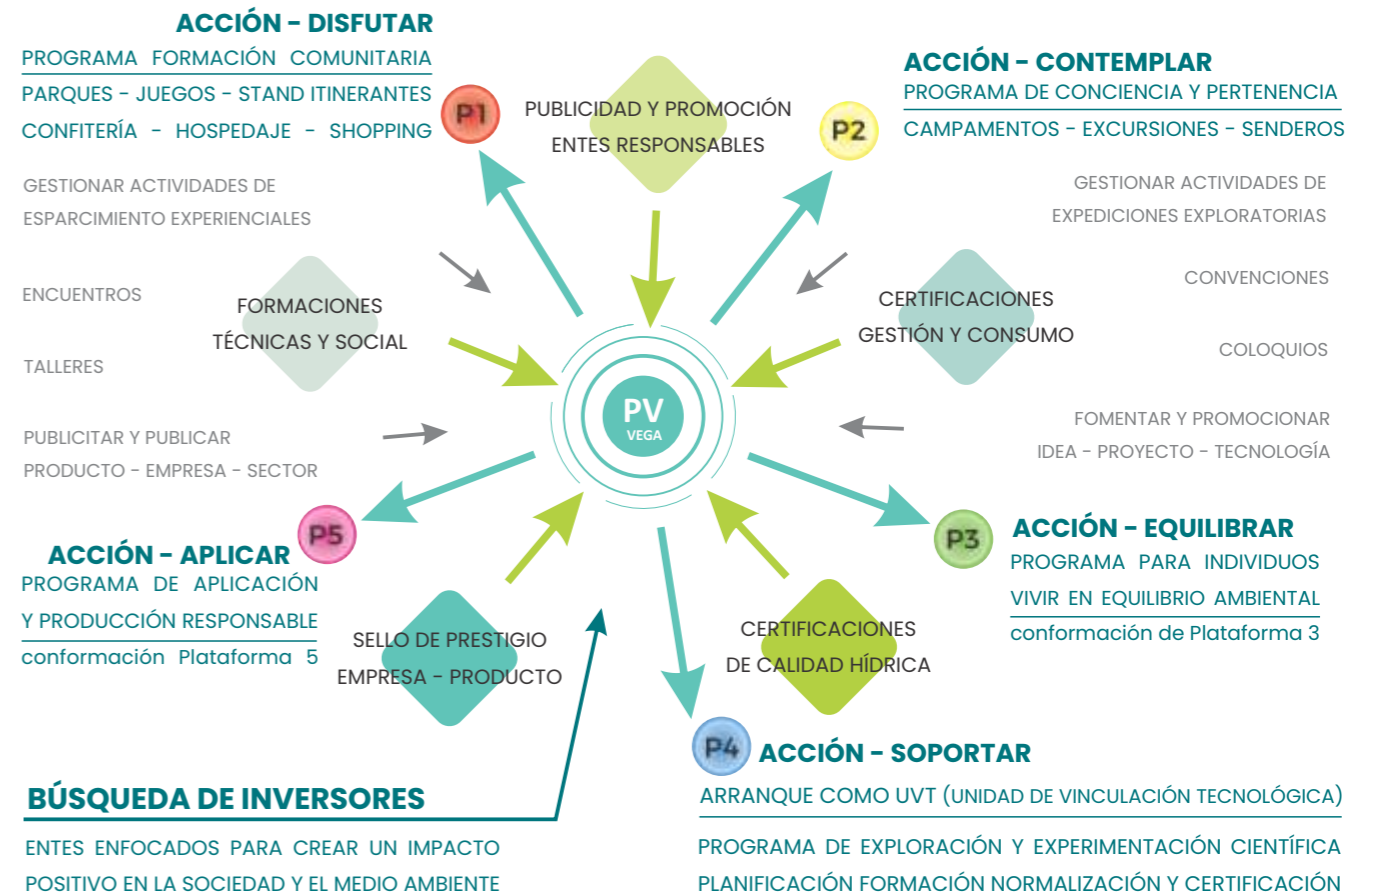 ACCIÓN - DISFUTAR
PROGRAMA FORMACIÓN COMUNITARIA
PARQUES - JUEGOS - STAND ITINERANTES
CONFITERÍA - HOSPEDAJE - SHOPPING
P1
GESTIONAR ACTIVIDADES DE
ESPARCIMIENTO EXPERIENCIALES
ENCUENTROS
TALLERES
PUBLICITAR Y PUBLICAR
PRODUCTO - EMPRESA - SECTOR
PUBLICIDAD Y PROMOCIÓN
ENTES RESPONSABLES
P2
ACCIÓN - CONTEMPLAR
PROGRAMA DE CONCIENCIA Y PERTENENCIA
CAMPAMENTOS - EXCURSIONES - SENDEROS
GESTIONAR ACTIVIDADES DE
EXPEDICIONES EXPLORATORIAS
CONVENCIONES
COLOQUIOS
FOMENTAR Y PROMOCIONAR
IDEA - PROYECTO - TECNOLOGÍA
FORMACIONES
TÉCNICAS Y SOCIAL
CERTIFICACIONES
GESTIÓN Y CONSUMO
PV
VEGA
P5
ACCIÓN - APLICAR
PROGRAMA DE APLICACIÓN
Y PRODUCCIÓN RESPONSABLE
conformación Plataforma 5
P3
ACCIÓN - EQUILIBRAR
PROGRAMA PARA INDIVIDUOS
VIVIR EN EQUILIBRIO AMBIENTAL
conformación de Plataforma 3
SELLO DE PRESTIGIO
EMPRESA - PRODUCTO
CERTIFICACIONES
DE CALIDAD HÍDRICA
BÚSQUEDA DE INVERSORES
ENTES ENFOCADOS PARA CREAR UN IMPACTO
POSITIVO EN LA SOCIEDAD Y EL MEDIO AMBIENTE
P4
ACCIÓN - SOPORTAR
ARRANQUE COMO UVT (UNIDAD DE VINCULACIÓN TECNOLÓGICA)
PROGRAMA DE EXPLORACIÓN Y EXPERIMENTACIÓN CIENTÍFICA
PLANIFICACIÓN FORMACIÓN NORMALIZACIÓN Y CERTIFICACIÓN